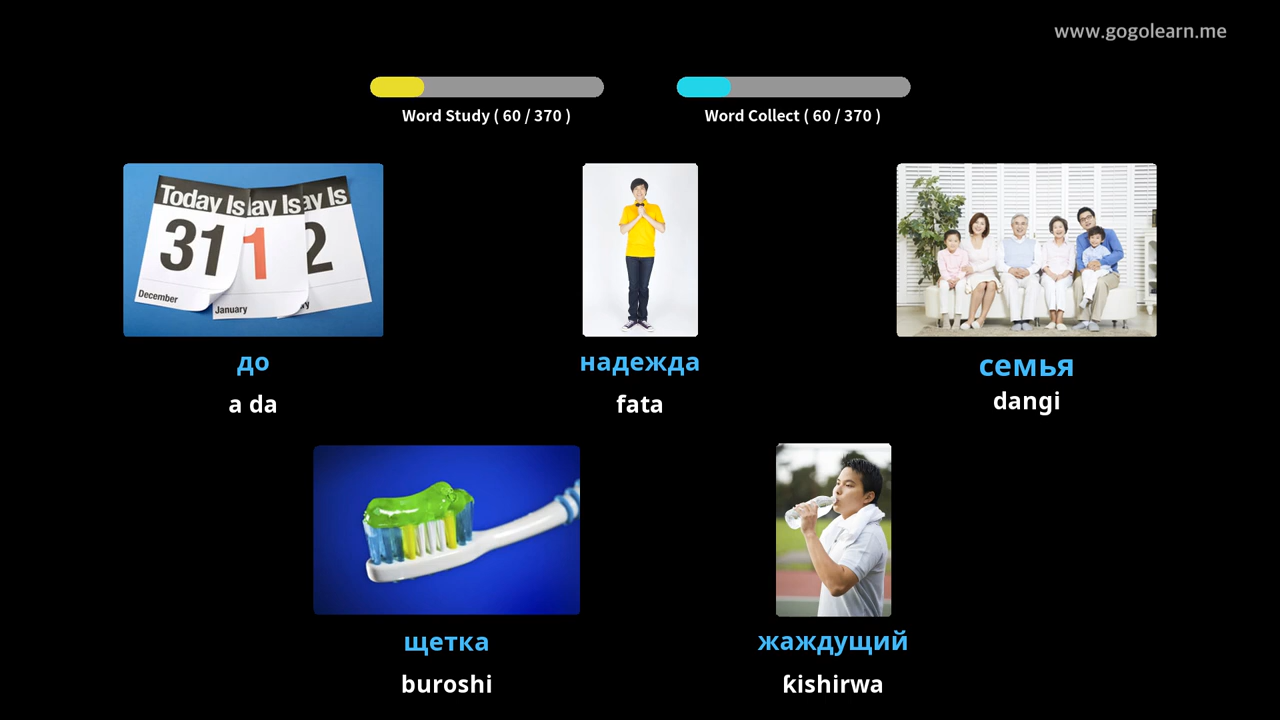 www.gogolearn.me
Word Study ( 60 / 370 )
Word Collect ( 60 / 370 )
Today Is
ay Is
ay Is
31
1
2
December
January
до
a da
надежда
fata
семья
dangi
щетка
buroshi
жаждущий
ƙishirwa